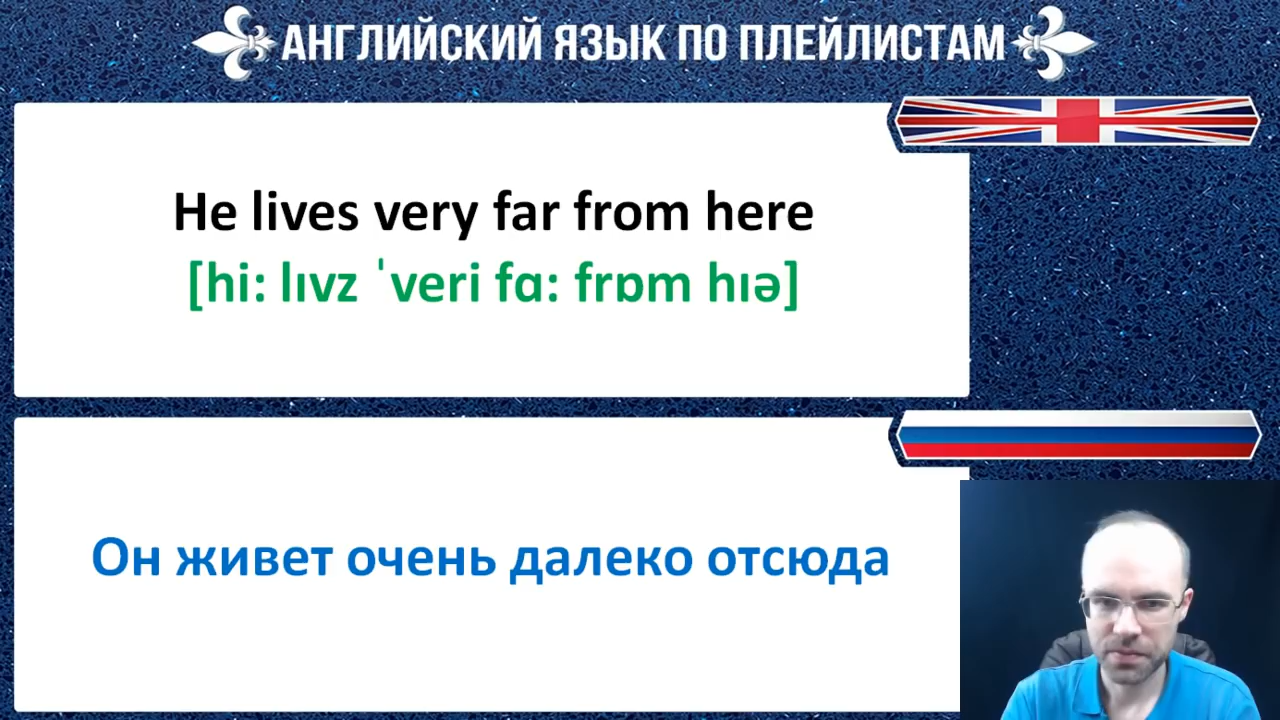 АНГЛИЙСКИЙ ЯЗЫК ПО ПЛЕЙЛИСТАМ
He lives very far from here
[hi: lɪvz ˈveri fɑ: frɒm hɪə]
Он живет очень далеко отсюда